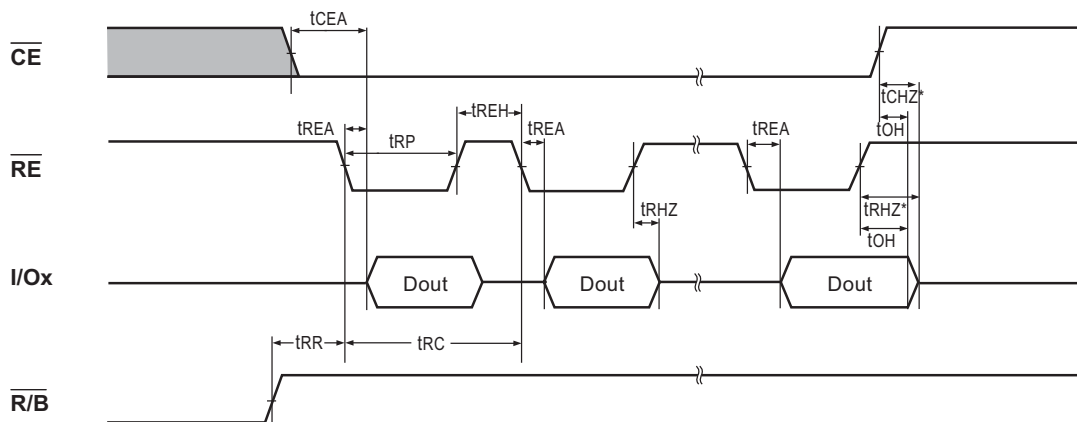 tCEA
CE
tCHZ*
tREH
tREA
tREA
tREA
tOH
tRP
RE
tRHZ
tRHZ*
tOH
I/Ox
Dout
Dout
Dout
tRR
tRC
R/B